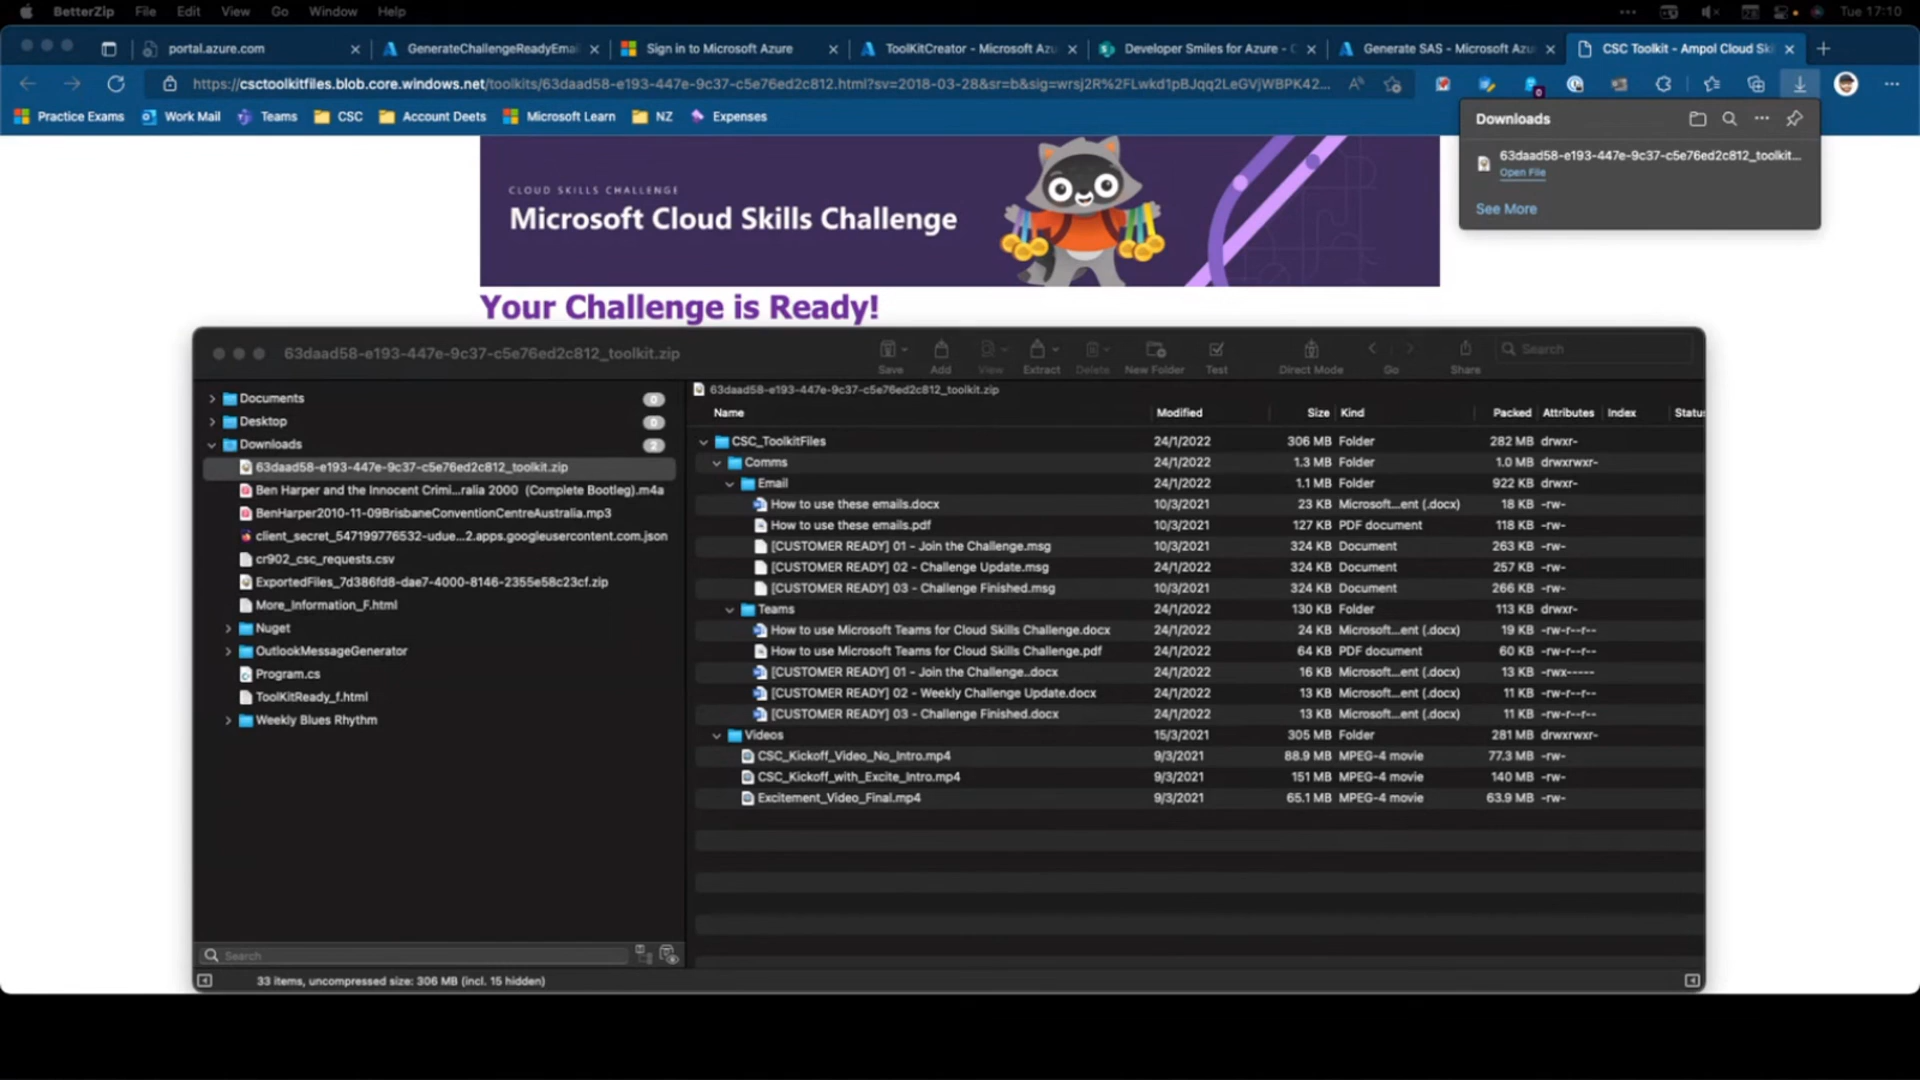 BetterZip File Edit View Go Window Help Tue 17:10
portal.azure.com GenerateChallengeReadyEmai Sign in to Microsoft Azure ToolKitCreator - Microsoft Azu Developer Smiles for Azure - C Generate SAS - Microsoft Azu CSC Toolkit - Ampol Cloud Ski
https://csctoolkitfiles.blob.core.windows.net/toolkits/63daad58-e193-447e-9c37-c5e76ed2c812.html?sv=2018-03-28&sr=b&sig=wrsj2R%2FLwkd1pBJqq2LeGVjWBPK42...
Practice Exams Work Mail Teams CSC Account Deets Microsoft Learn NZ Expenses
Downloads
63daad58-e193-447e-9c37-c5e76ed2c812_toolkit...
Open File
See More
CLOUD SKILLS CHALLENGE
Microsoft Cloud Skills Challenge
Your Challenge is Ready!
63daad58-e193-447e-9c37-c5e76ed2c812_toolkit.zip
Save Add View Extract Delete New Folder Test Direct Mode Go Share Search
Documents 0
Desktop 0
Downloads 2
63daad58-e193-447e-9c37-c5e76ed2c812_toolkit.zip
Ben Harper and the Innocent Crimi...ralia 2000 (Complete Bootleg).m4a
BenHarper2010-11-09BrisbaneConventionCentreAustralia.mp3
client_secret_547199776532-udue...2.apps.googleusercontent.com.json
cr902_csc_requests.csv
ExportedFiles_7d386fd8-dae7-4000-8146-2355e58c23cf.zip
More_Information_F.html
Nuget
OutlookMessageGenerator
Program.cs
ToolKitReady_f.html
Weekly Blues Rhythm
Search
33 items, uncompressed size: 306 MB (incl. 15 hidden)
63daad58-e193-447e-9c37-c5e76ed2c812_toolkit.zip
Name Modified Size Kind Packed Attributes Index Status
CSC_ToolkitFiles 24/1/2022 306 MB Folder 282 MB drwxr-
Comms 24/1/2022 1.3 MB Folder 1.0 MB drwxrwxr-
Email 24/1/2022 1.1 MB Folder 922 KB drwxr-
How to use these emails.docx 10/3/2021 23 KB Microsoft...ent (.docx) 18 KB -rw-
How to use these emails.pdf 10/3/2021 127 KB PDF document 118 KB -rw-
[CUSTOMER READY] 01 - Join the Challenge.msg 10/3/2021 324 KB Document 263 KB -rw-
[CUSTOMER READY] 02 - Challenge Update.msg 24/1/2022 324 KB Document 257 KB -rw-
[CUSTOMER READY] 03 - Challenge Finished.msg 10/3/2021 324 KB Document 266 KB -rw-
Teams 24/1/2022 130 KB Folder 113 KB drwxr-
How to use Microsoft Teams for Cloud Skills Challenge.docx 24/1/2022 24 KB Microsoft...ent (.docx) 19 KB -rw-r--r--
How to use Microsoft Teams for Cloud Skills Challenge.pdf 24/1/2022 64 KB PDF document 60 KB -rw-r--r--
[CUSTOMER READY] 01 - Join the Challenge..docx 24/1/2022 16 KB Microsoft...ent (.docx) 13 KB -rwx-----
[CUSTOMER READY] 02 - Weekly Challenge Update.docx 24/1/2022 13 KB Microsoft...ent (.docx) 11 KB -rw-r--r--
[CUSTOMER READY] 03 - Challenge Finished.docx 24/1/2022 13 KB Microsoft...ent (.docx) 11 KB -rw-r--r--
Videos 15/3/2021 305 MB Folder 281 MB drwxrwxr-
CSC_Kickoff_Video_No_Intro.mp4 9/3/2021 88.9 MB MPEG-4 movie 77.3 MB -rw-
CSC_Kickoff_with_Excite_Intro.mp4 9/3/2021 151 MB MPEG-4 movie 140 MB -rw-
Excitement_Video_Final.mp4 9/3/2021 65.1 MB MPEG-4 movie 63.9 MB -rw-